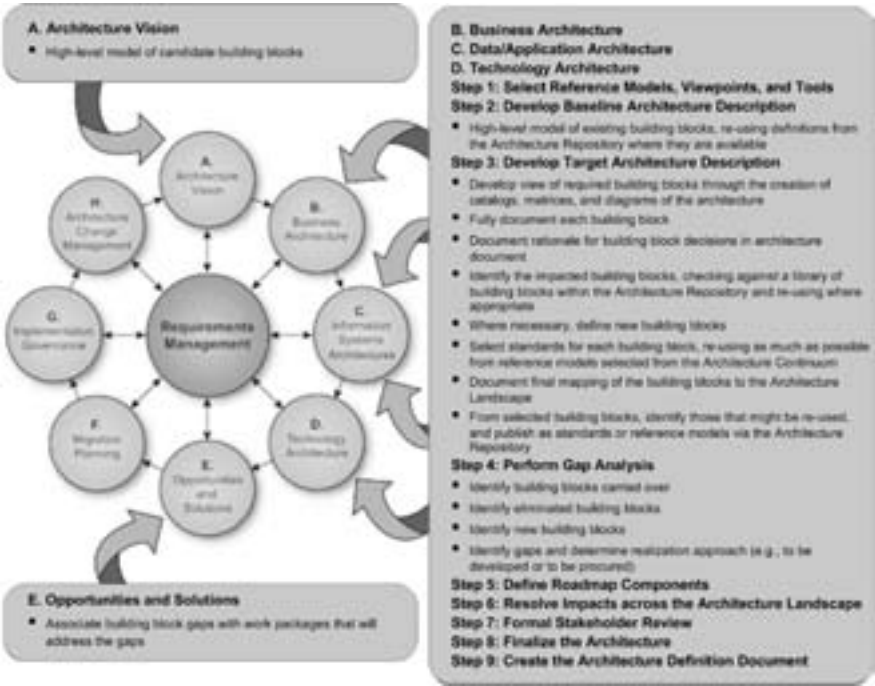 A. Architecture Vision
• High-level model of candidate building blocks
A.
Architecture
Vision
B.
Business
Architecture
C.
Information
Systems
Architectures
D.
Technology
Architecture
E.
Opportunities
and
Solutions
F.
Migration
Planning
G.
Implementation
Governance
H.
Architecture
Change
Management
Requirements
Management
E. Opportunities and Solutions
• Associate building block gaps with work packages that will
address the gaps
B. Business Architecture
C. Data/Application Architecture
D. Technology Architecture
Step 1: Select Reference Models, Viewpoints, and Tools
Step 2: Develop Baseline Architecture Description
• High-level model of existing building blocks, re-using definitions from
the Architecture Repository where they are available
Step 3: Develop Target Architecture Description
• Develop view of required building blocks through the creation of
catalogs, matrices, and diagrams of the architecture
• Fully document each building block
• Document rationale for building block decisions in architecture
document
• Identify the impacted building blocks, checking against a library of
building blocks within the Architecture Repository and re-using where
appropriate
• Where necessary, define new building blocks
• Select standards for each building block, re-using as much as possible
from reference models selected from the Architecture Continuum
• Document final mapping of the building blocks to the Architecture
Landscape
• From selected building blocks, identify those that might be re-used,
and publish as standards or reference models via the Architecture
Repository
Step 4: Perform Gap Analysis
• Identify building blocks carried over
• Identify eliminated building blocks
• Identify new building blocks
• Identify gaps and determine realization approach (e.g., to be
developed or to be procured)
Step 5: Define Roadmap Components
Step 6: Resolve Impacts across the Architecture Landscape
Step 7: Formal Stakeholder Review
Step 8: Finalize the Architecture
Step 9: Create the Architecture Definition Document